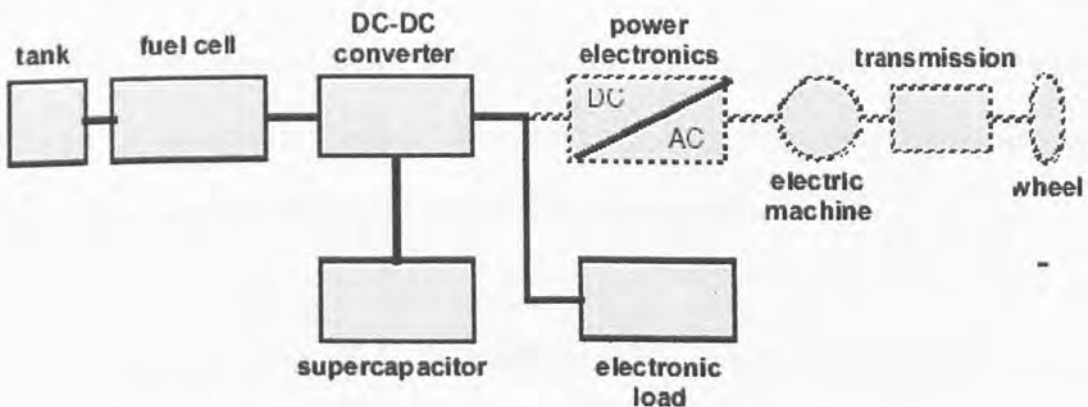 tank
fuel cell
DC-DC
converter
power
electronics
transmission
DC
AC
electric
machine
wheel
supercapacitor
electronic
load